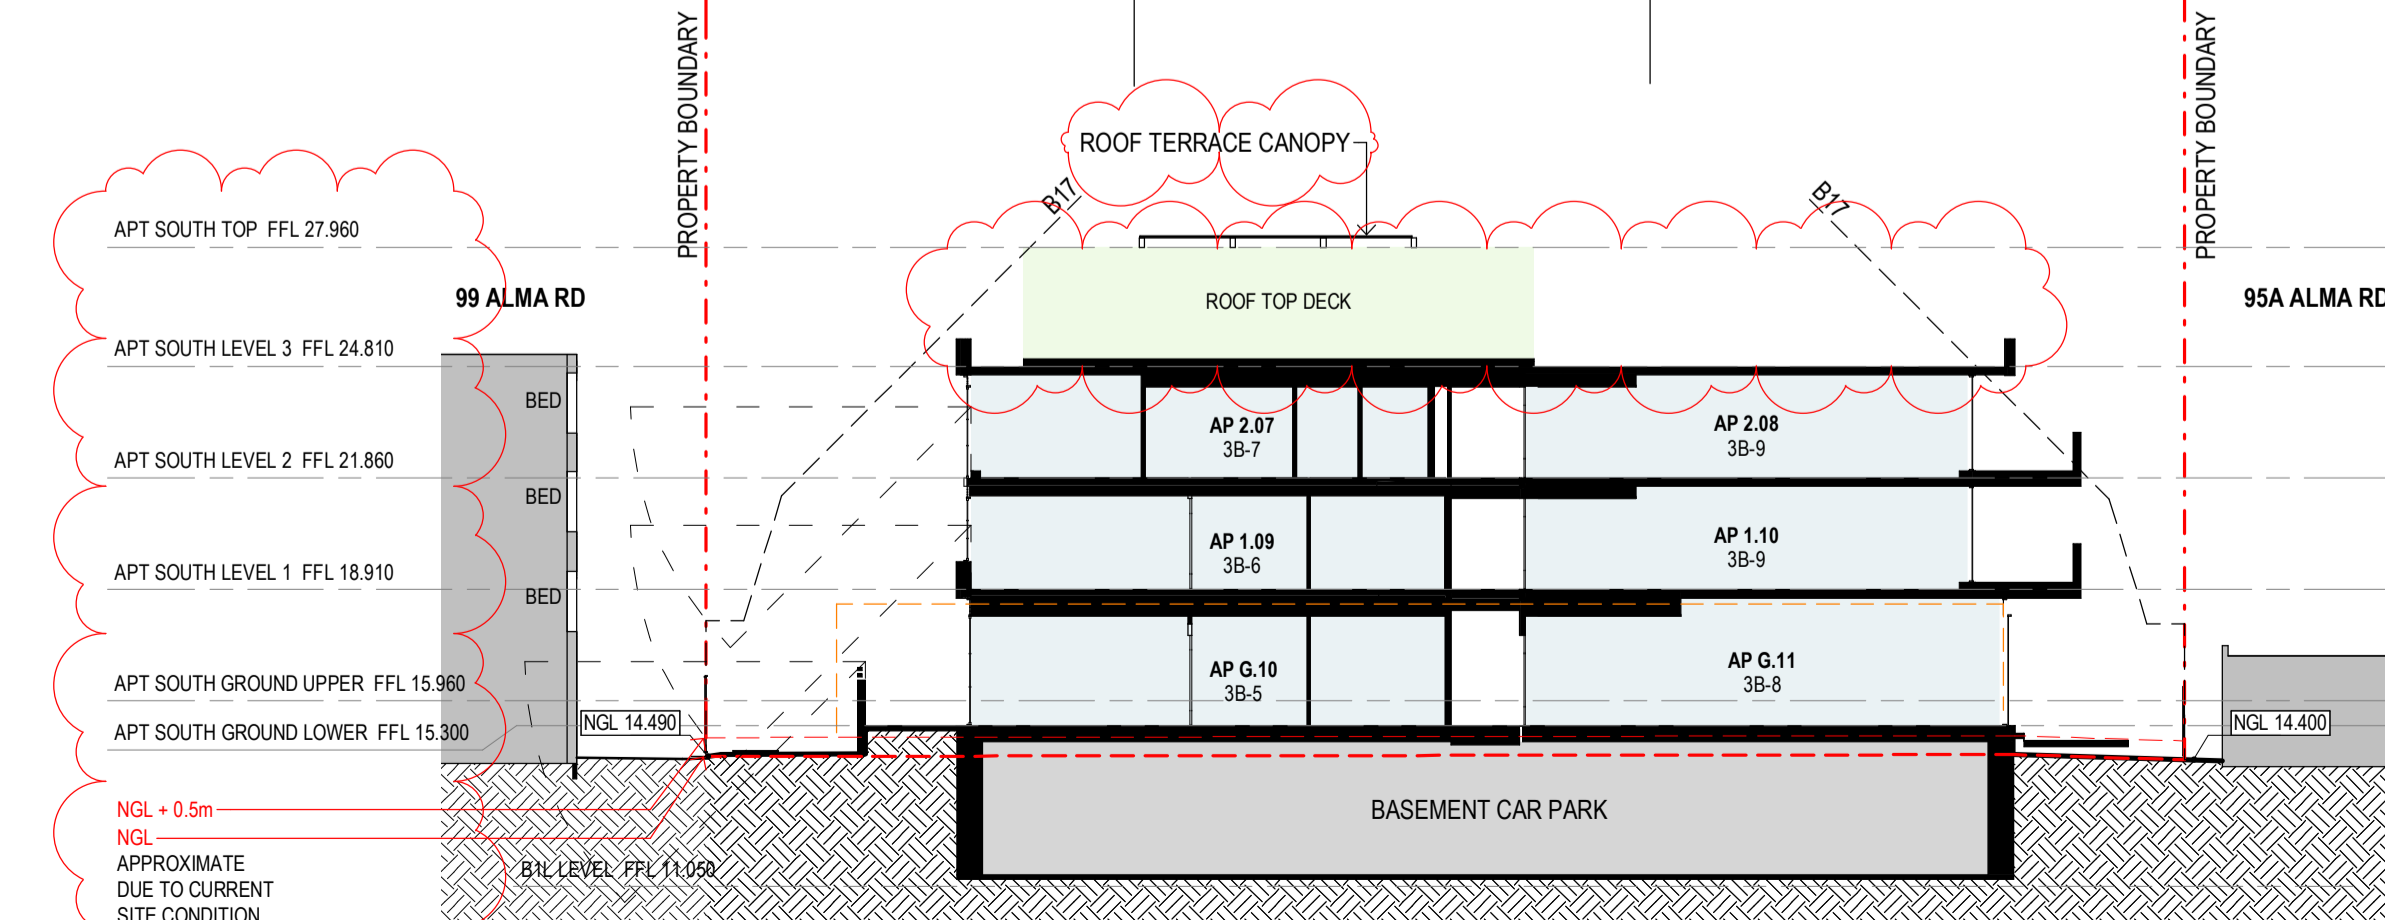 PROPERTY BOUNDARY
PROPERTY BOUNDARY
ROOF TERRACE CANOPY
B17
B17
APT SOUTH TOP FFL 27.960
99 ALMA RD
ROOF TOP DECK
95A ALMA RD
APT SOUTH LEVEL 3 FFL 24.810
BED
AP 2.07
3B-7
AP 2.08
3B-9
APT SOUTH LEVEL 2 FFL 21.860
BED
AP 1.09
3B-6
AP 1.10
3B-9
APT SOUTH LEVEL 1 FFL 18.910
BED
AP G.10
3B-5
AP G.11
3B-8
APT SOUTH GROUND UPPER FFL 15.960
NGL 14.490
NGL 14.400
APT SOUTH GROUND LOWER FFL 15.300
NGL + 0.5m
NGL
APPROXIMATE
DUE TO CURRENT
SITE CONDITION
BASEMENT CAR PARK
B1L LEVEL FFL 11.050